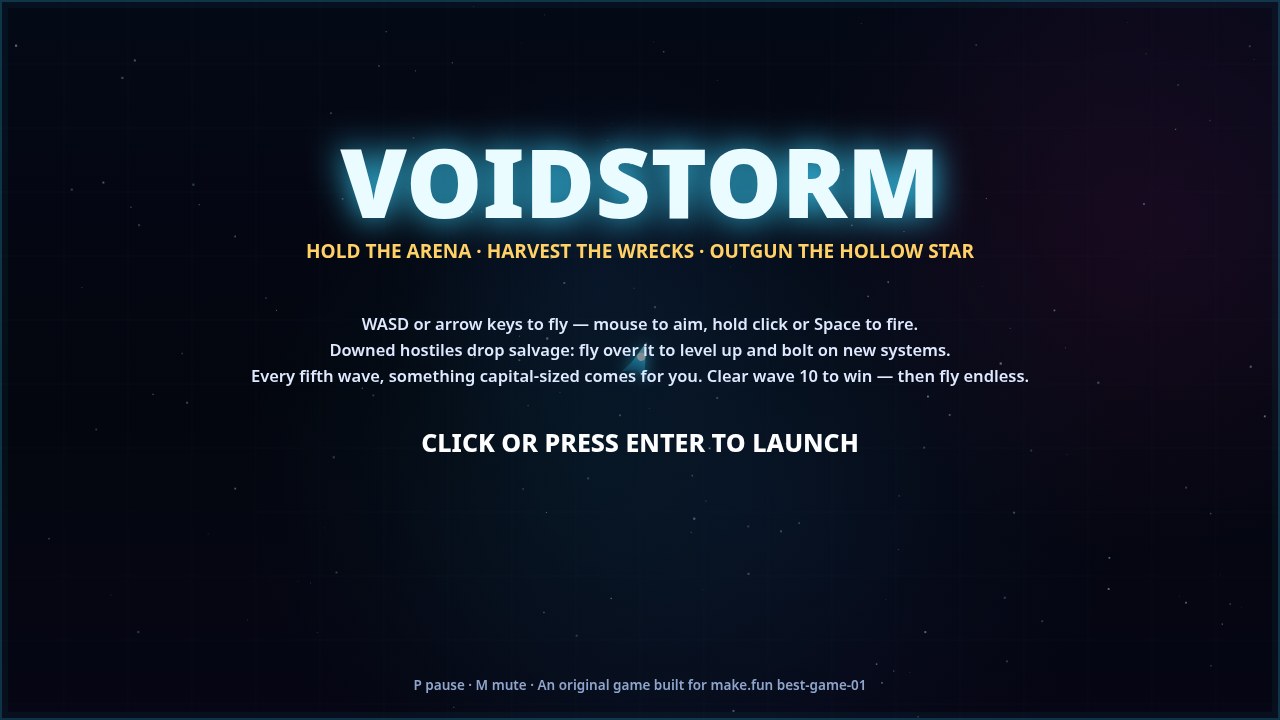 VOIDSTORM
HOLD THE ARENA · HARVEST THE WRECKS · OUTGUN THE HOLLOW STAR
WASD or arrow keys to fly — mouse to aim, hold click or Space to fire.
Downed hostiles drop salvage: fly over it to level up and bolt on new systems.
Every fifth wave, something capital-sized comes for you. Clear wave 10 to win — then fly endless.
CLICK OR PRESS ENTER TO LAUNCH
P pause · M mute · An original game built for make.fun best-game-01